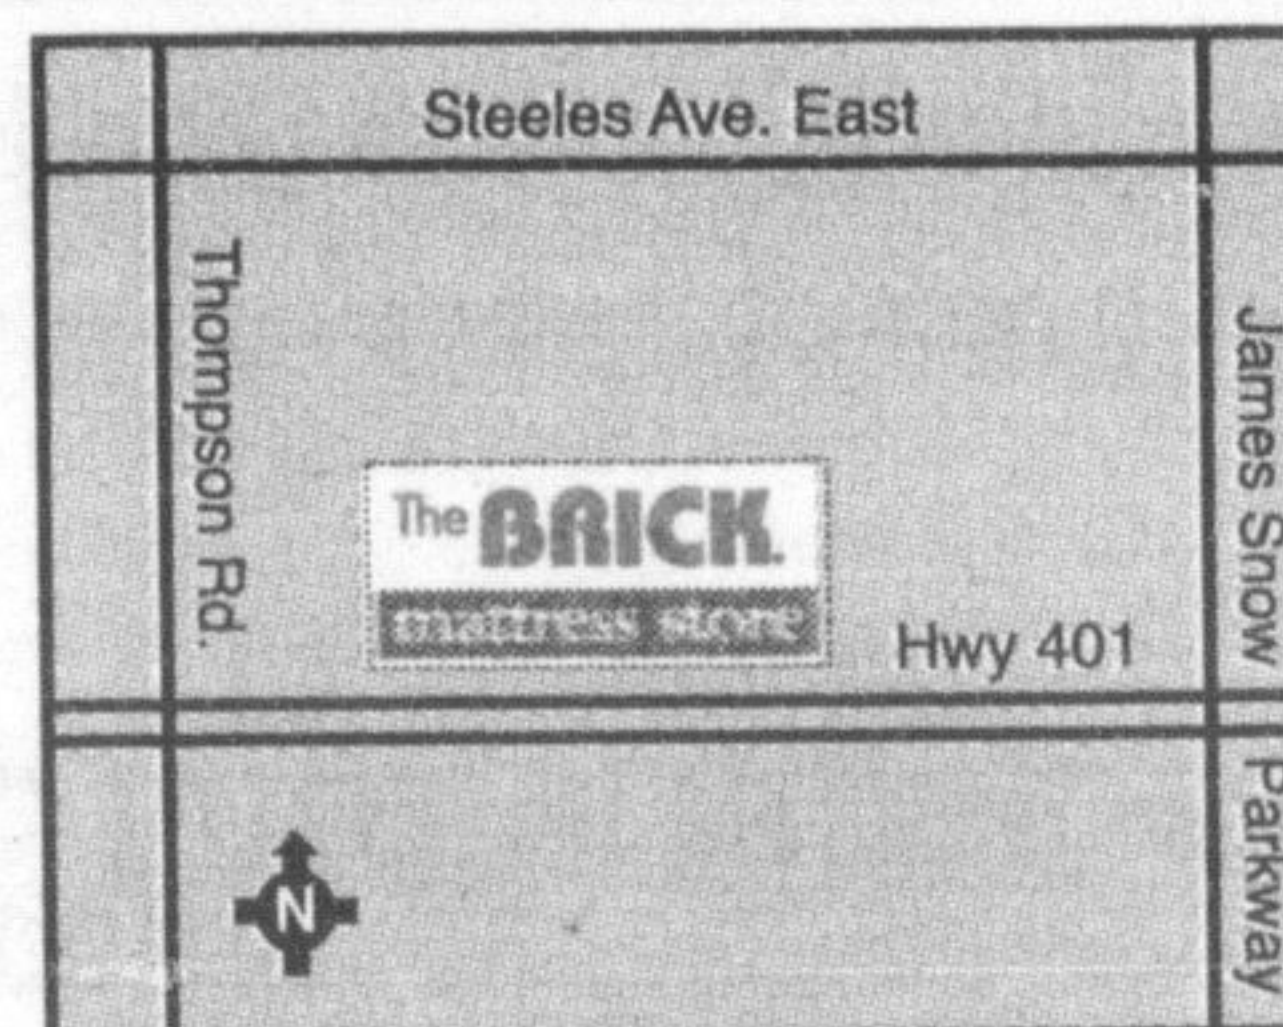 Steeles Ave. East
Thompson Rd.
James Snow
Parkway
The BRICK.
mattress store
Hwy 401
N